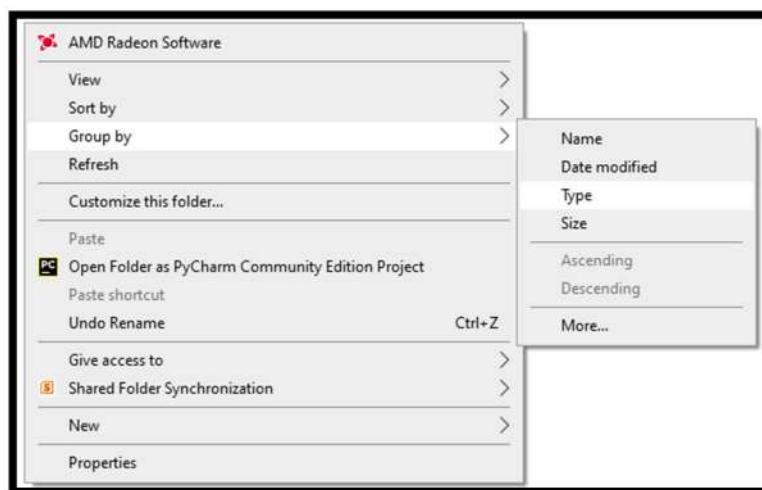 AMD Radeon Software
View
Sort by
Group by
Refresh
Customize this folder...
Paste
PC Open Folder as PyCharm Community Edition Project
Paste shortcut
Undo Rename Ctrl+Z
Give access to
S Shared Folder Synchronization
New
Properties
Name
Date modified
Type
Size
Ascending
Descending
More...